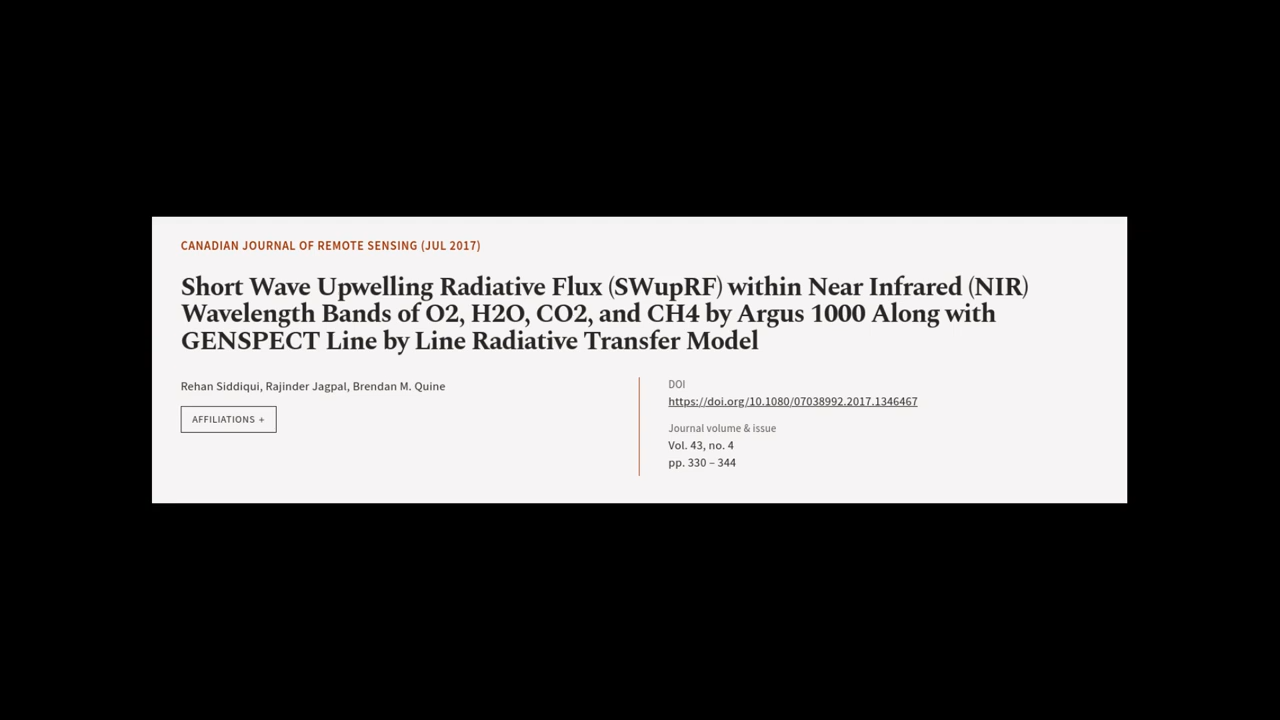 CANADIAN JOURNAL OF REMOTE SENSING (JUL 2017)
Short Wave Upwelling Radiative Flux (SWupRF) within Near Infrared (NIR)
Wavelength Bands of O2, H2O, CO2, and CH4 by Argus 1000 Along with
GENSPECT Line by Line Radiative Transfer Model
Rehan Siddiqui, Rajinder Jagpal, Brendan M. Quine
AFFILIATIONS +
DOI
https://doi.org/10.1080/07038992.2017.1346467
Journal volume & issue
Vol. 43, no. 4
pp. 330 – 344